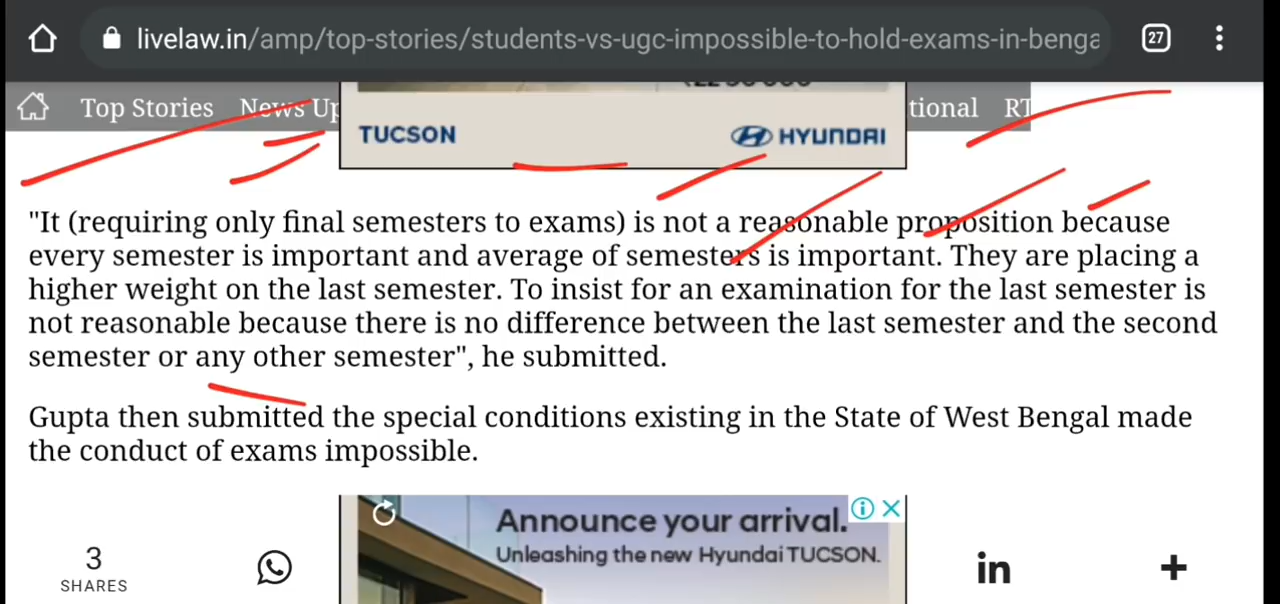 livelaw.in/amp/top-stories/students-vs-ugc-impossible-to-hold-exams-in-benga
27
Top Stories News Up tional RT
TUCSON HYUNDAI
"It (requiring only final semesters to exams) is not a reasonable proposition because
every semester is important and average of semesters is important. They are placing a
higher weight on the last semester. To insist for an examination for the last semester is
not reasonable because there is no difference between the last semester and the second
semester or any other semester", he submitted.
Gupta then submitted the special conditions existing in the State of West Bengal made
the conduct of exams impossible.
Announce your arrival.
Unleashing the new Hyundai TUCSON.
3
SHARES
in